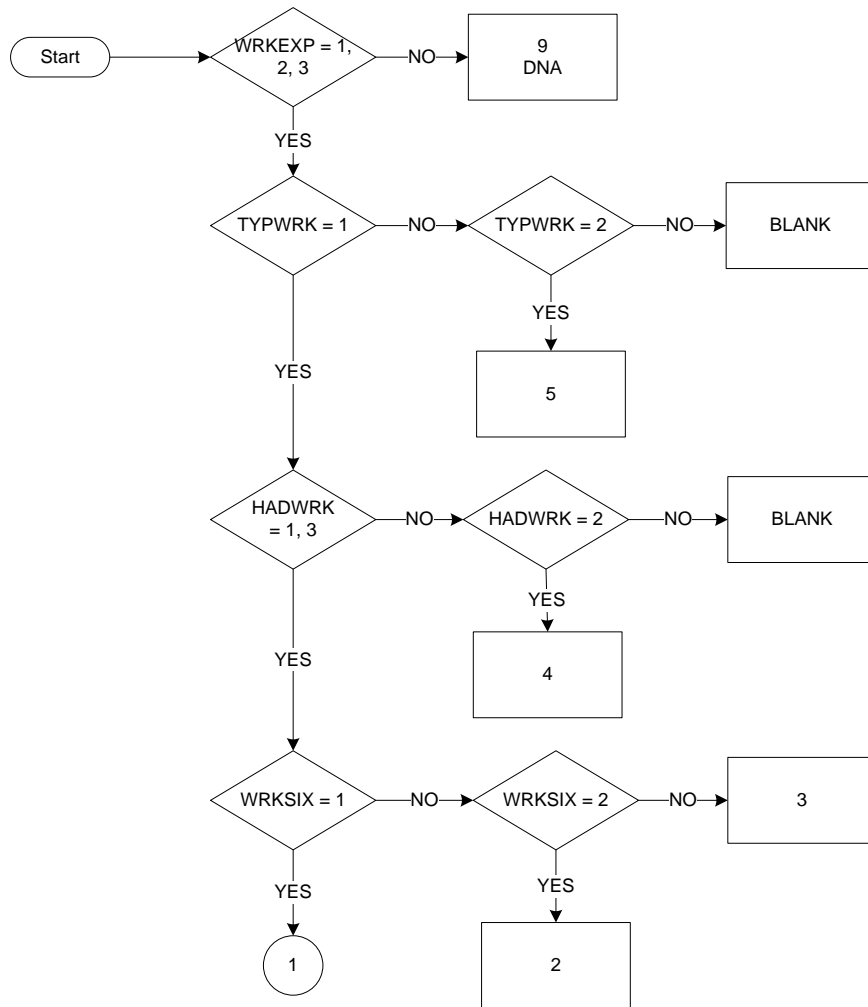 Start
WRKEXP = 1,
2, 3
NO
9
DNA
YES
TYPWRK = 1
NO
TYPWRK = 2
NO
BLANK
YES
5
YES
HADWRK
= 1, 3
NO
HADWRK = 2
NO
BLANK
YES
4
YES
WRKSIX = 1
NO
WRKSIX = 2
NO
3
YES
YES
1
2